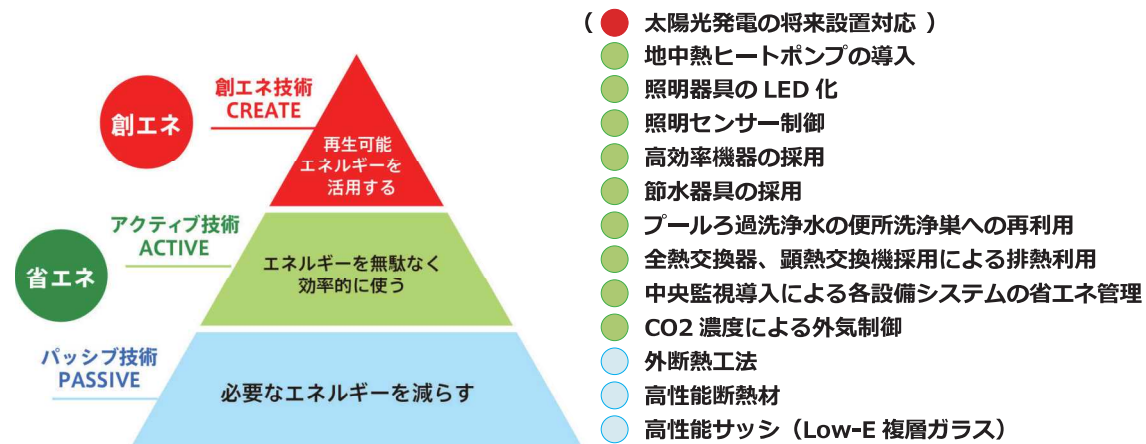 創エネ
創エネ技術
CREATE
再生可能
エネルギーを
活用する
省エネ
アクティブ技術
ACTIVE
エネルギーを無駄なく
効率的に使う
パッシブ技術
PASSIVE
必要なエネルギーを減らす
（ 太陽光発電の将来設置対応 ）
地中熱ヒートポンプの導入
照明器具の LED 化
照明センサー制御
高効率機器の採用
節水器具の採用
プールろ過洗浄水の便所洗浄巣への再利用
全熱交換器、顕熱交換機採用による排熱利用
中央監視導入による各設備システムの省エネ管理
CO2 濃度による外気制御
外断熱工法
高性能断熱材
高性能サッシ（Low-E 複層ガラス）